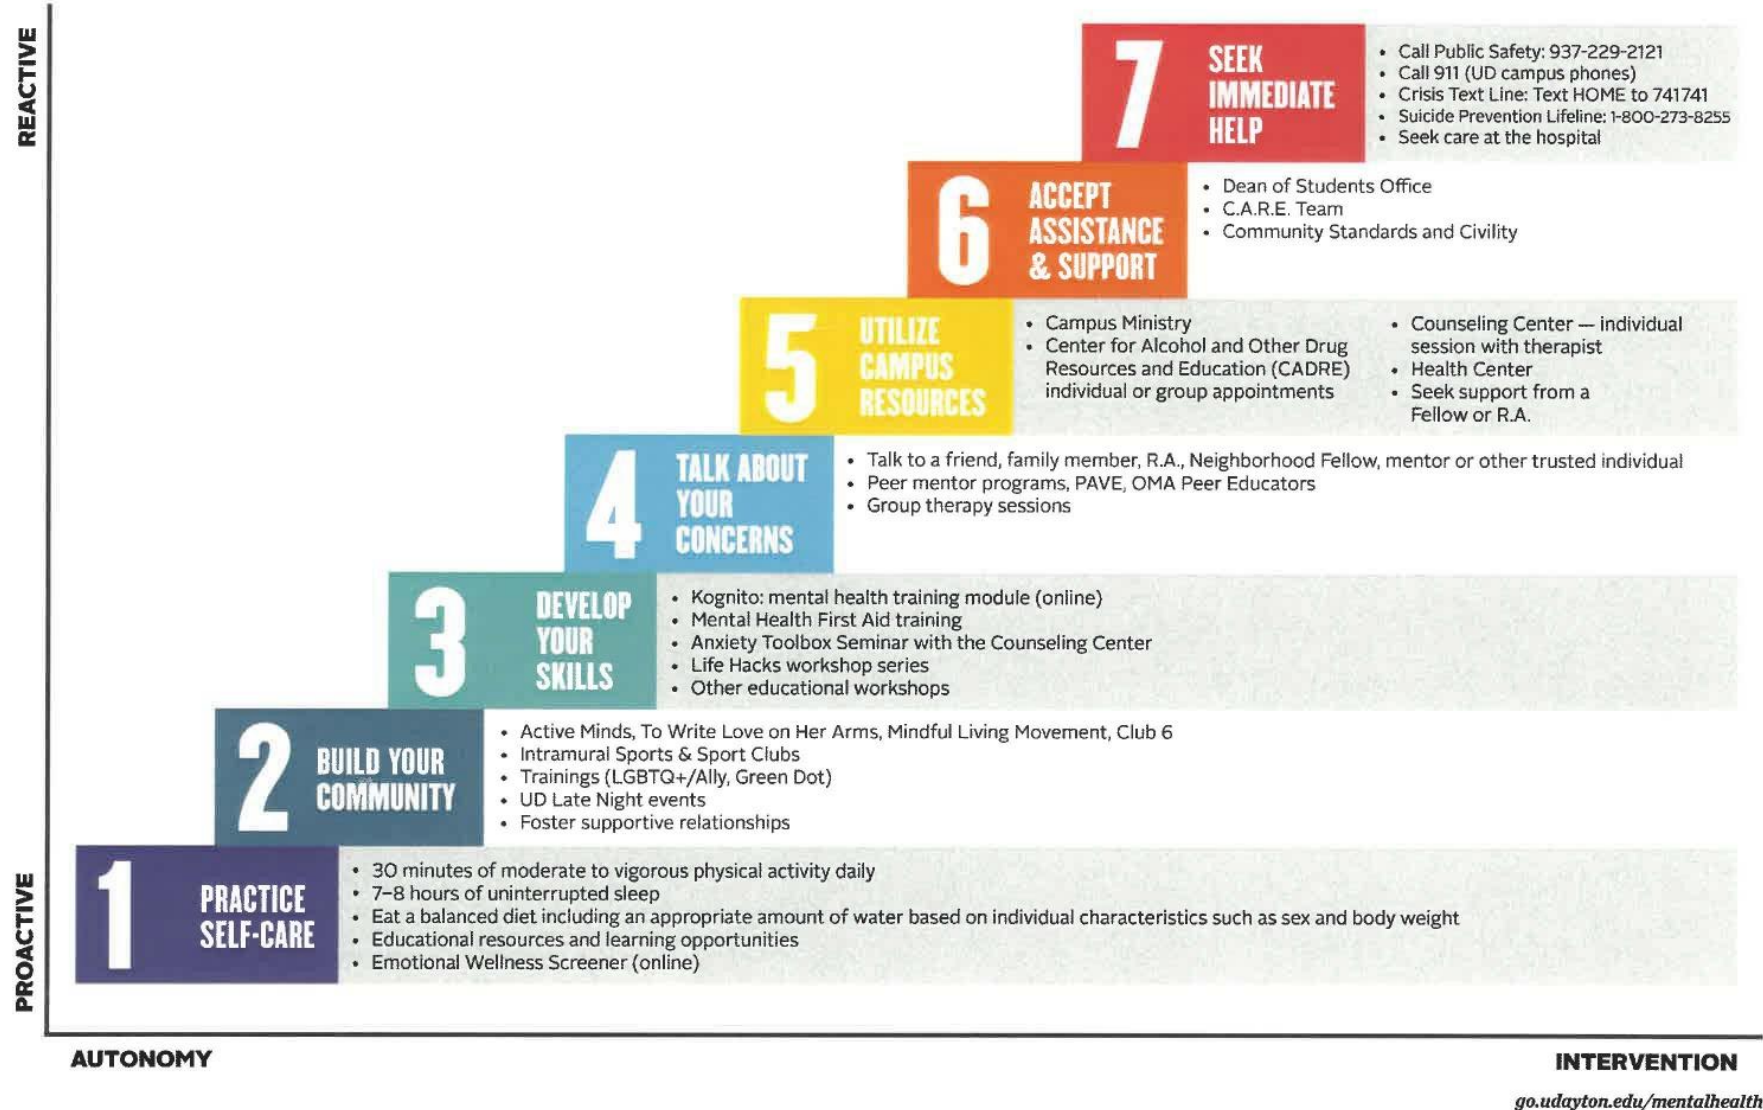 REACTIVE
7
SEEK
IMMEDIATE
HELP
• Call Public Safety: 937-229-2121
• Call 911 (UD campus phones)
• Crisis Text Line: Text HOME to 741741
• Suicide Prevention Lifeline: 1-800-273-8255
• Seek care at the hospital
6
ACCEPT
ASSISTANCE
& SUPPORT
• Dean of Students Office
• C.A.R.E. Team
• Community Standards and Civility
5
UTILIZE
CAMPUS
RESOURCES
• Campus Ministry
• Center for Alcohol and Other Drug
Resources and Education (CADRE)
individual or group appointments
• Counseling Center — individual
session with therapist
• Health Center
• Seek support from a
Fellow or R.A.
4
TALK ABOUT
YOUR
CONCERNS
• Talk to a friend, family member, R.A., Neighborhood Fellow, mentor or other trusted individual
• Peer mentor programs, PAVE, OMA Peer Educators
• Group therapy sessions
3
DEVELOP
YOUR
SKILLS
• Kognito: mental health training module (online)
• Mental Health First Aid training
• Anxiety Toolbox Seminar with the Counseling Center
• Life Hacks workshop series
• Other educational workshops
2
BUILD YOUR
COMMUNITY
• Active Minds, To Write Love on Her Arms, Mindful Living Movement, Club 6
• Intramural Sports & Sport Clubs
• Trainings (LGBTQ+/Ally, Green Dot)
• UD Late Night events
• Foster supportive relationships
1
PRACTICE
SELF-CARE
• 30 minutes of moderate to vigorous physical activity daily
• 7–8 hours of uninterrupted sleep
• Eat a balanced diet including an appropriate amount of water based on individual characteristics such as sex and body weight
• Educational resources and learning opportunities
• Emotional Wellness Screener (online)
PROACTIVE
AUTONOMY
INTERVENTION
go.udayton.edu/mentalhealth